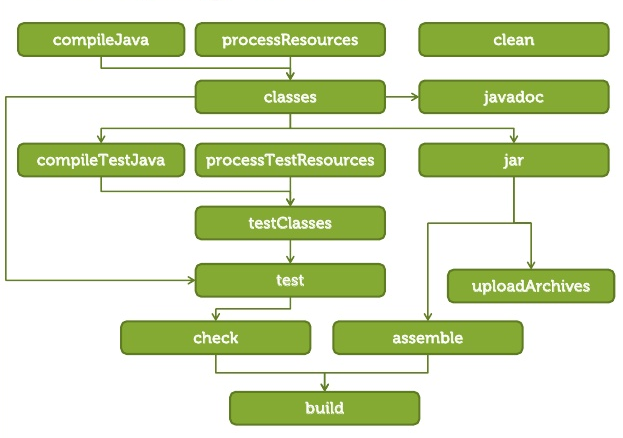 compileJava
processResources
clean
classes
javadoc
compileTestJava
processTestResources
jar
testClasses
test
uploadArchives
check
assemble
build